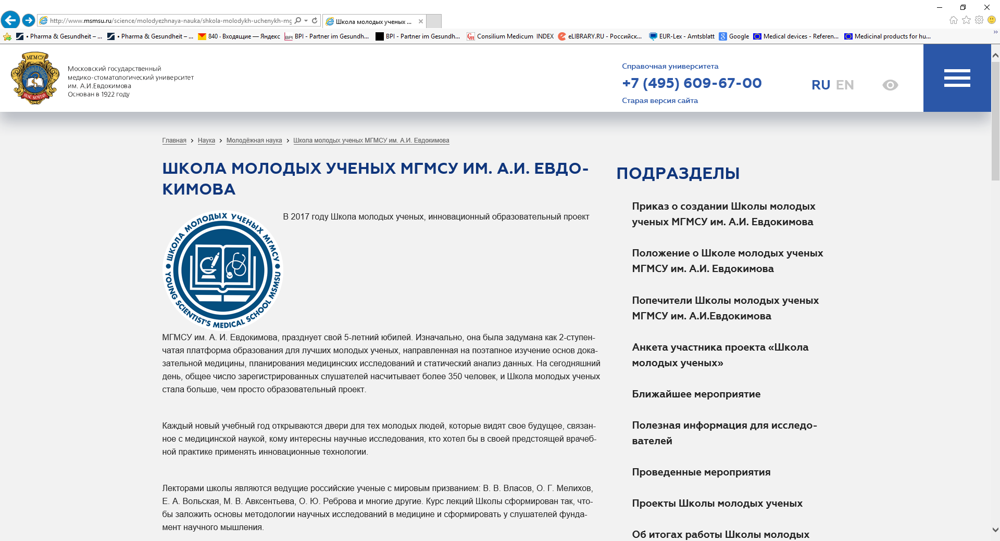 http://www.msmsu.ru/science/molodyezhnaya-nauka/shkola-molodykh-uchenykh-mg
Школа молодых ученых ...
• Pharma & Gesundheit – ...
• Pharma & Gesundheit – ...
840 · Входящие — Яндекс
BPI - Partner im Gesundh...
BPI - Partner im Gesundh...
Consilium Medicum INDEX
eLIBRARY.RU - Российск...
EUR-Lex - Amtsblatt
Google
Medical devices - Referen...
Medicinal products for hu...
МГМСУ
HINC SANITAS
Московский государственный
медико-стоматологический университет
им. А.И.Евдокимова
Основан в 1922 году
Справочная университета
+7 (495) 609-67-00
Старая версия сайта
RU EN
Главная > Наука > Молодёжная наука > Школа молодых ученых МГМСУ им. А.И. Евдокимова
ШКОЛА МОЛОДЫХ УЧЕНЫХ МГМСУ ИМ. А.И. ЕВДО-
КИМОВА
ШКОЛА МОЛОДЫХ УЧЕНЫХ МГМСУ
YOUNG SCIENTIST'S MEDICAL SCHOOL MSMSU
В 2017 году Школа молодых ученых, инновационный образовательный проект
МГМСУ им. А. И. Евдокимова, празднует свой 5-летний юбилей. Изначально, она была задумана как 2-ступен-
чатая платформа образования для лучших молодых ученых, направленная на поэтапное изучение основ дока-
зательной медицины, планирования медицинских исследований и статический анализ данных. На сегодняшний
день, общее число зарегистрированных слушателей насчитывает более 350 человек, и Школа молодых ученых
стала больше, чем просто образовательный проект.
Каждый новый учебный год открываются двери для тех молодых людей, которые видят свое будущее, связан-
ное с медицинской наукой, кому интересны научные исследования, кто хотел бы в своей предстоящей врачеб-
ной практике применять инновационные технологии.
Лекторами школы являются ведущие российские ученые с мировым призванием: В. В. Власов, О. Г. Мелихов,
Е. А. Вольская, М. В. Авксентьева, О. Ю. Реброва и многие другие. Курс лекций Школы сформирован так, что-
бы заложить основы методологии научных исследований в медицине и сформировать у слушателей фунда-
мент научного мышления.
ПОДРАЗДЕЛЫ
Приказ о создании Школы молодых
ученых МГМСУ им. А.И. Евдокимова
Положение о Школе молодых ученых
МГМСУ им. А.И. Евдокимова
Попечители Школы молодых ученых
МГМСУ им. А.И.Евдокимова
Анкета участника проекта «Школа
молодых ученых»
Ближайшее мероприятие
Полезная информация для исследо-
вателей
Проведенные мероприятия
Проекты Школы молодых ученых
Об итогах работы Школы молодых